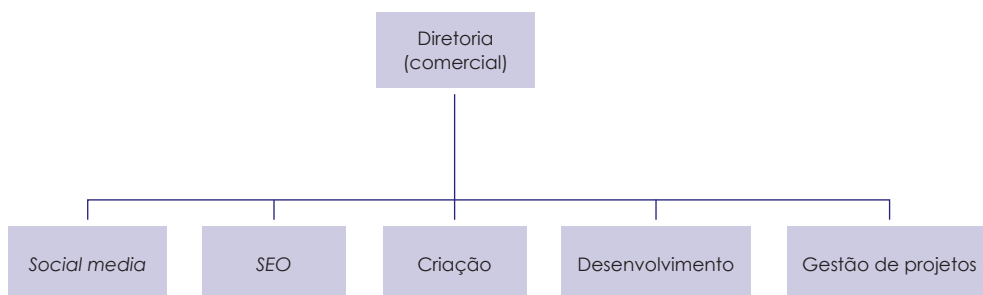 Diretoria
(comercial)
Social media
SEO
Criação
Desenvolvimento
Gestão de projetos